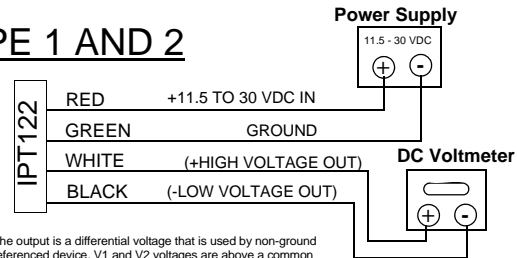 Power Supply
PE 1 AND 2
11.5 - 30 VDC
+ -
IPT122
RED +11.5 TO 30 VDC IN
GREEN GROUND
WHITE (+HIGH VOLTAGE OUT)
BLACK (-LOW VOLTAGE OUT)
DC Voltmeter
+ -
he output is a differential voltage that is used by non-ground
eferenced device. V1 and V2 voltages are above a common